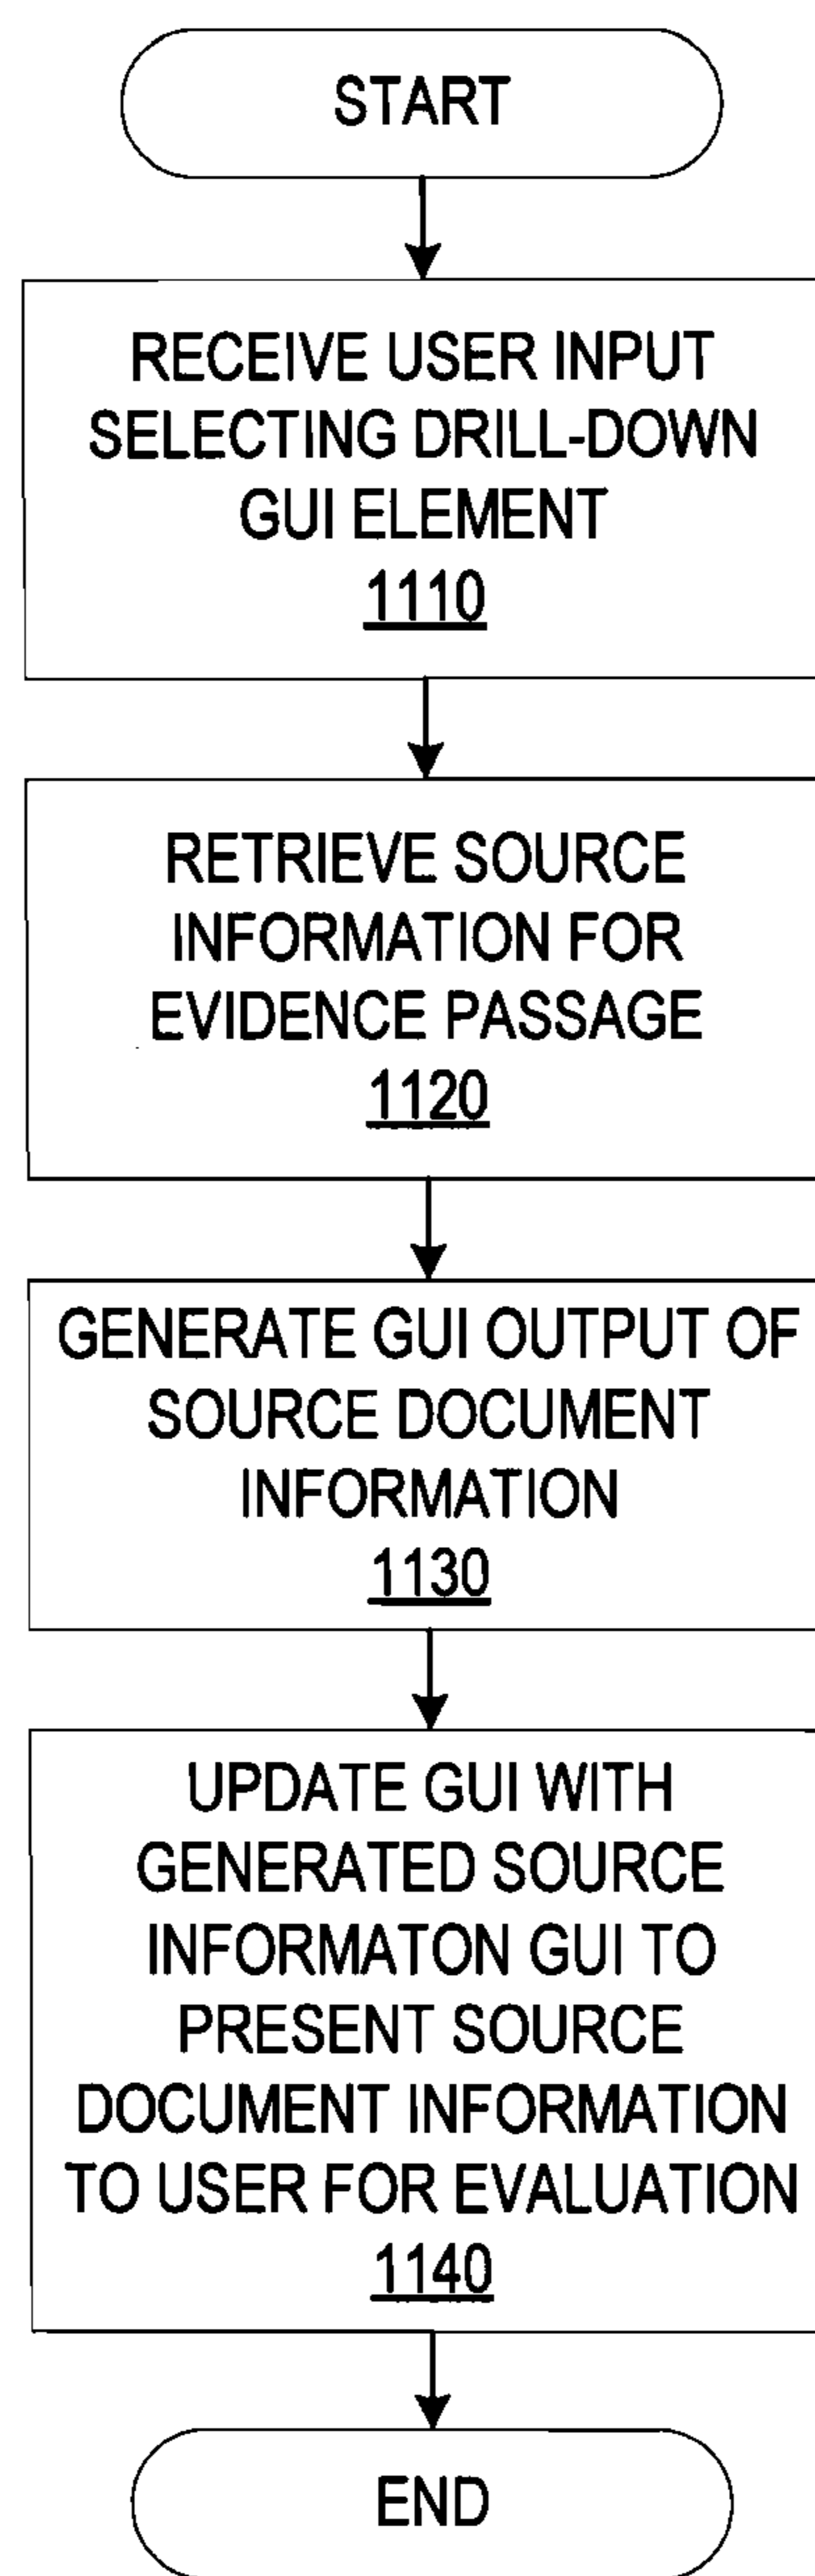 START
RECEIVE USER INPUT
SELECTING DRILL-DOWN
GUI ELEMENT
1110
RETRIEVE SOURCE
INFORMATION FOR
EVIDENCE PASSAGE
1120
GENERATE GUI OUTPUT OF
SOURCE DOCUMENT
INFORMATION
1130
UPDATE GUI WITH
GENERATED SOURCE
INFORMATON GUI TO
PRESENT SOURCE
DOCUMENT INFORMATION
TO USER FOR EVALUATION
1140
END